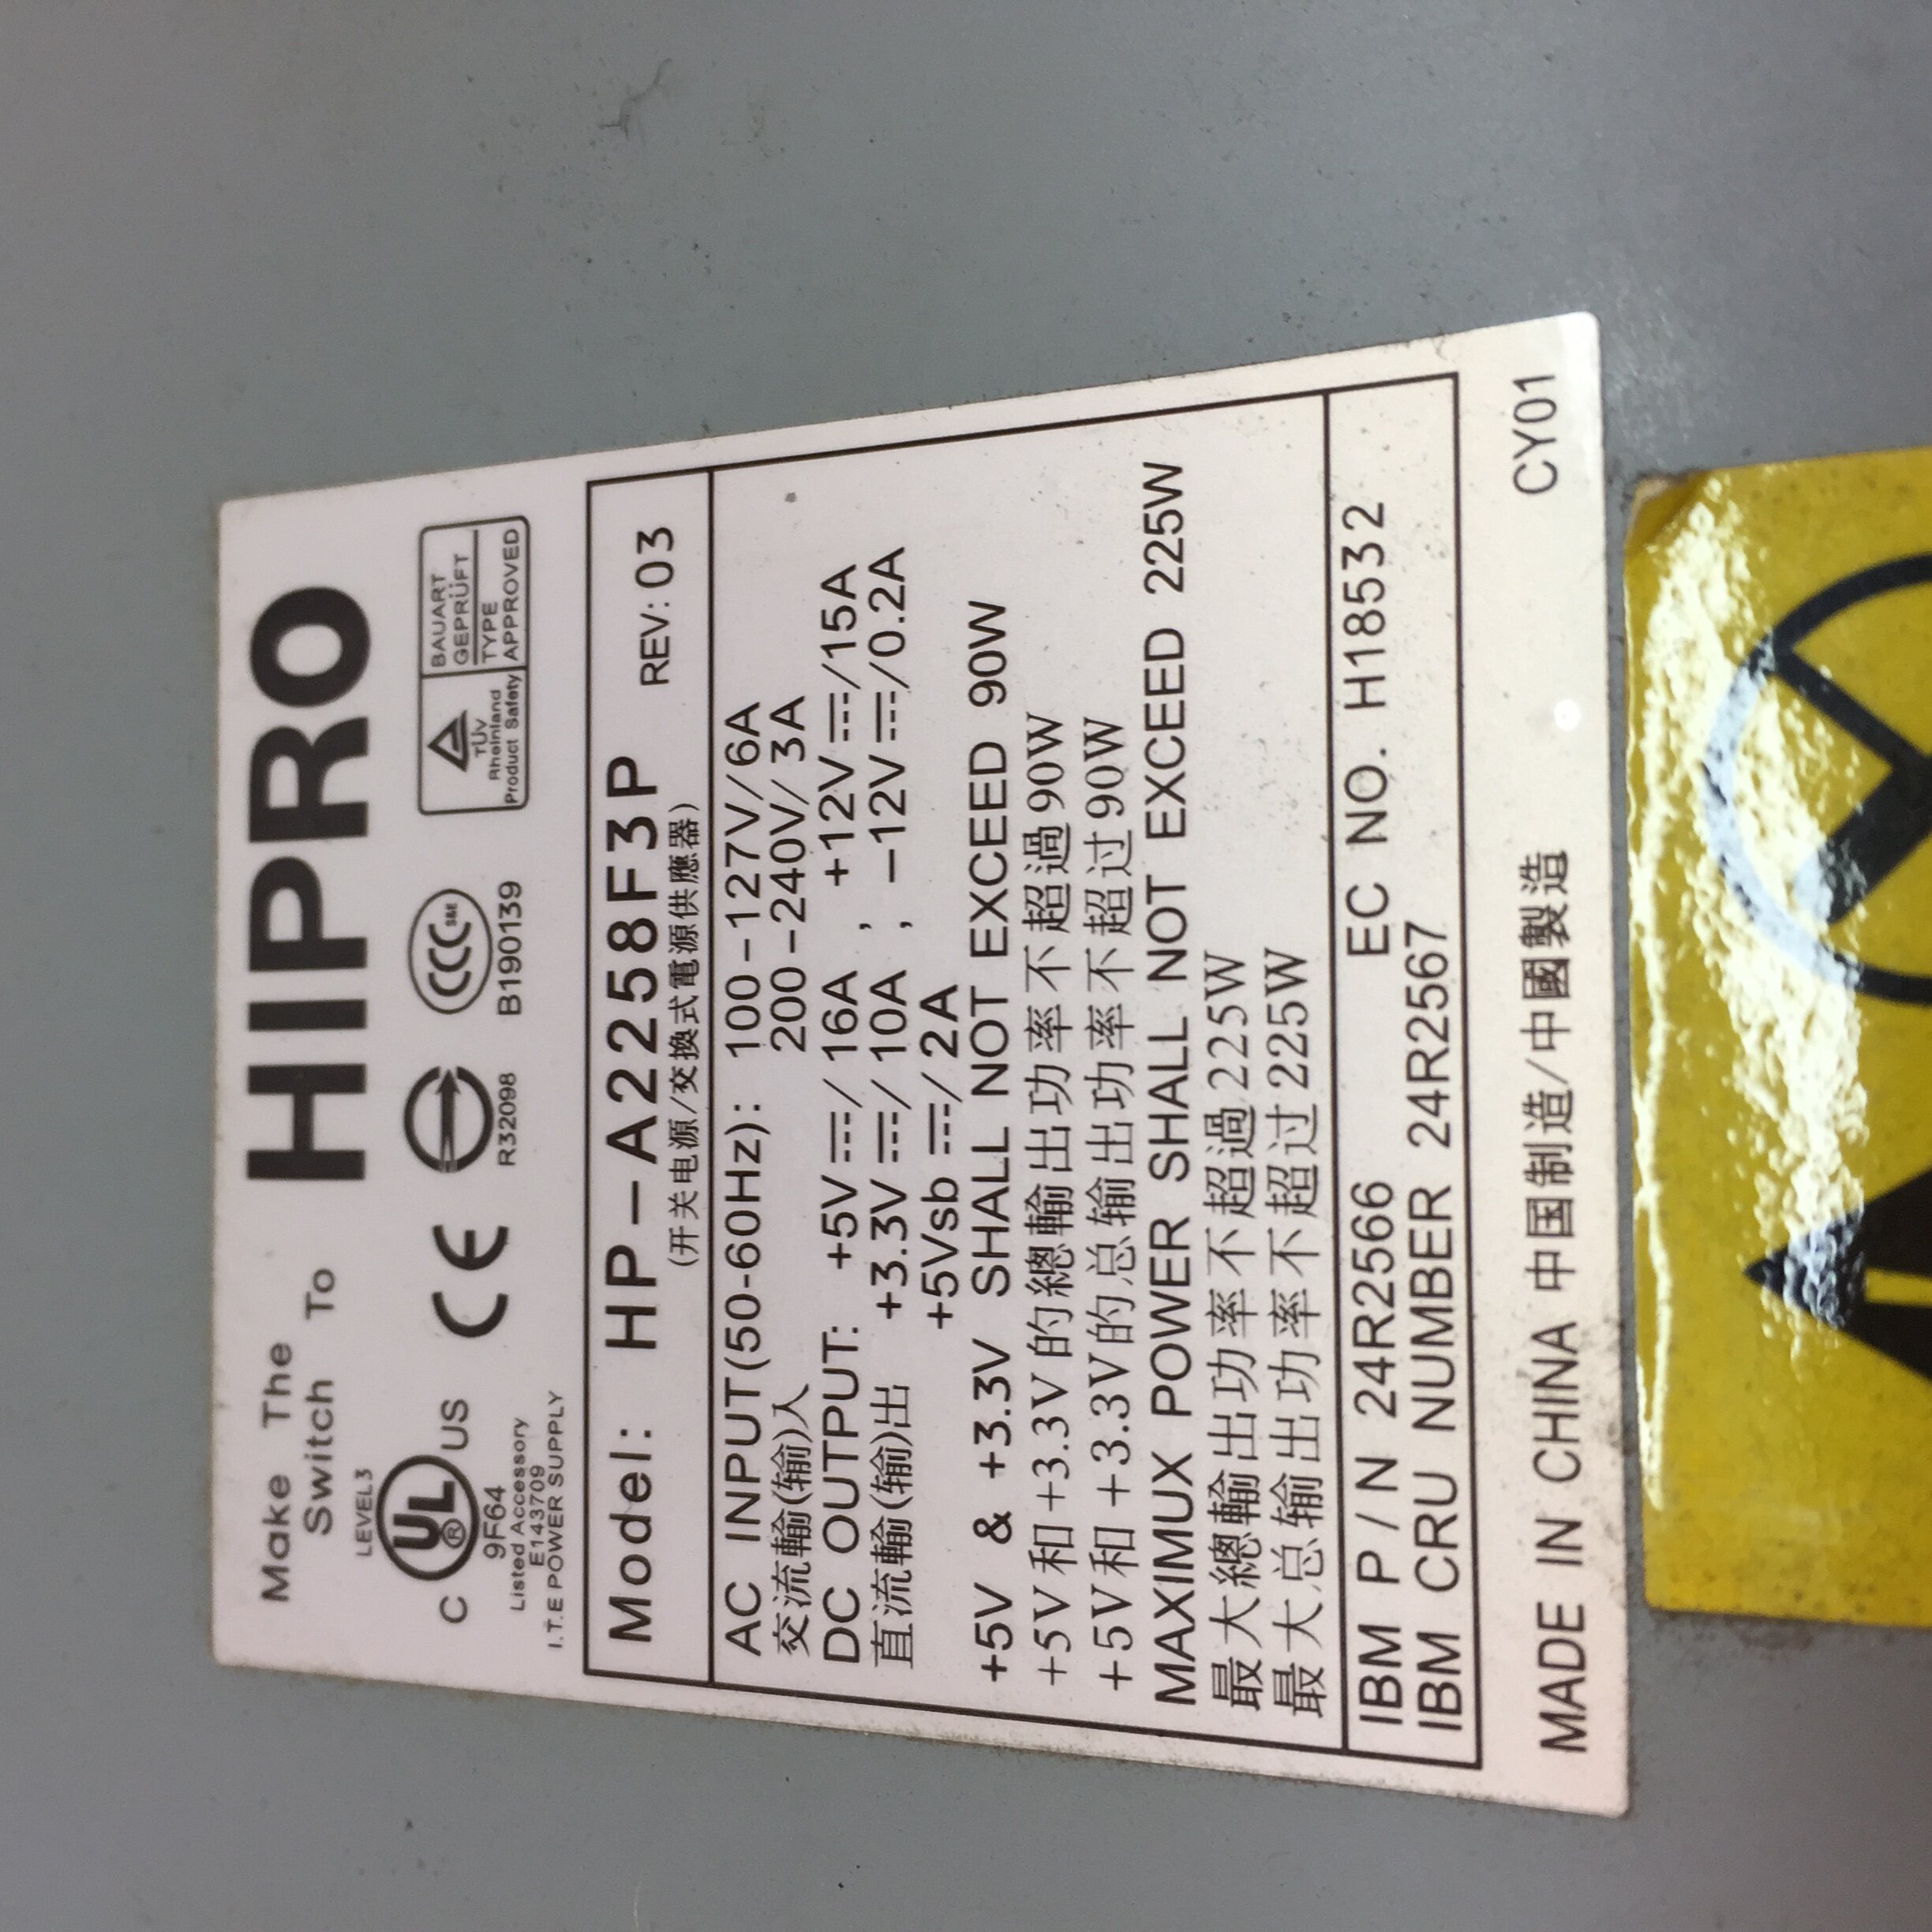 Make The
Switch To
HIPRO
LEVEL3
C UL ® US
9F64
Listed Accessory
E143709
I.T.E POWER SUPPLY
CE
R32098
CCC S&E
B190139
TÜV
Rheinland
Product Safety
BAUART
GEPRÜFT
TYPE
APPROVED
Model: HP-A2258F3P REV: 03
(开关电源/交換式電源供應器)
AC INPUT(50-60Hz): 100-127V/6A
交流輸(输)入 200-240V/3A
DC OUTPUT: +5V⎓/16A , +12V⎓/15A
直流輸(输)出 +3.3V⎓/10A , -12V⎓/0.2A
+5Vsb⎓/2A
+5V & +3.3V SHALL NOT EXCEED 90W
+5V和+3.3V的總輸出功率不超過90W
+5V和+3.3V的总输出功率不超过90W
MAXIMUX POWER SHALL NOT EXCEED 225W
最大總輸出功率不超過225W
最大总输出功率不超过225W
IBM P/N 24R2566 EC NO. H18532
IBM CRU NUMBER 24R2567
MADE IN CHINA 中国制造/中國製造 CY01